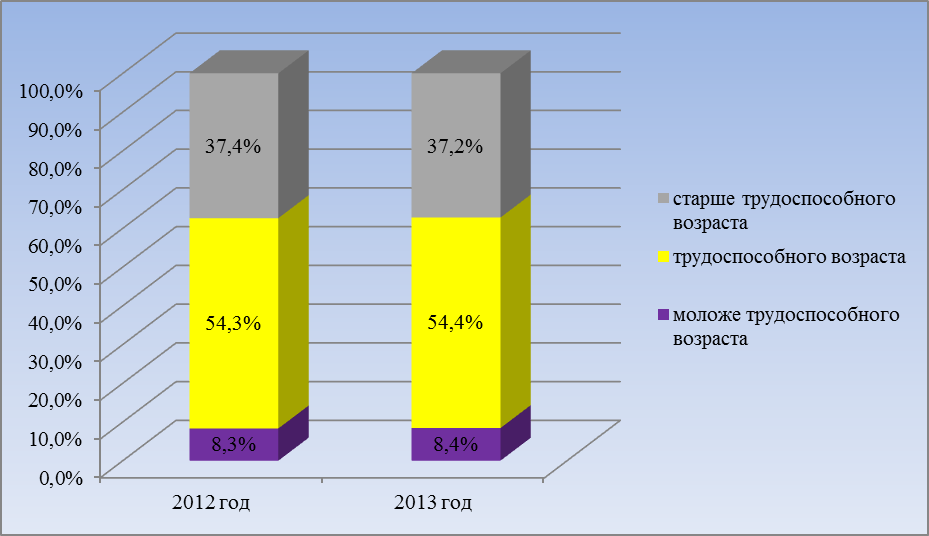 100,0%
90,0%
80,0%
70,0%
60,0%
50,0%
40,0%
30,0%
20,0%
10,0%
0,0%
37,4%
37,2%
54,3%
54,4%
8,3%
8,4%
2012 год
2013 год
старше трудоспособного
возраста
трудоспособного возраста
моложе трудоспособного
возраста